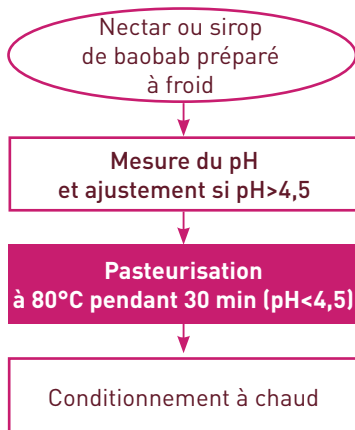 Nectar ou sirop
de baobab préparé
à froid
Mesure du pH
et ajustement si pH>4,5
Pasteurisation
à 80°C pendant 30 min (pH<4,5)
Conditionnement à chaud